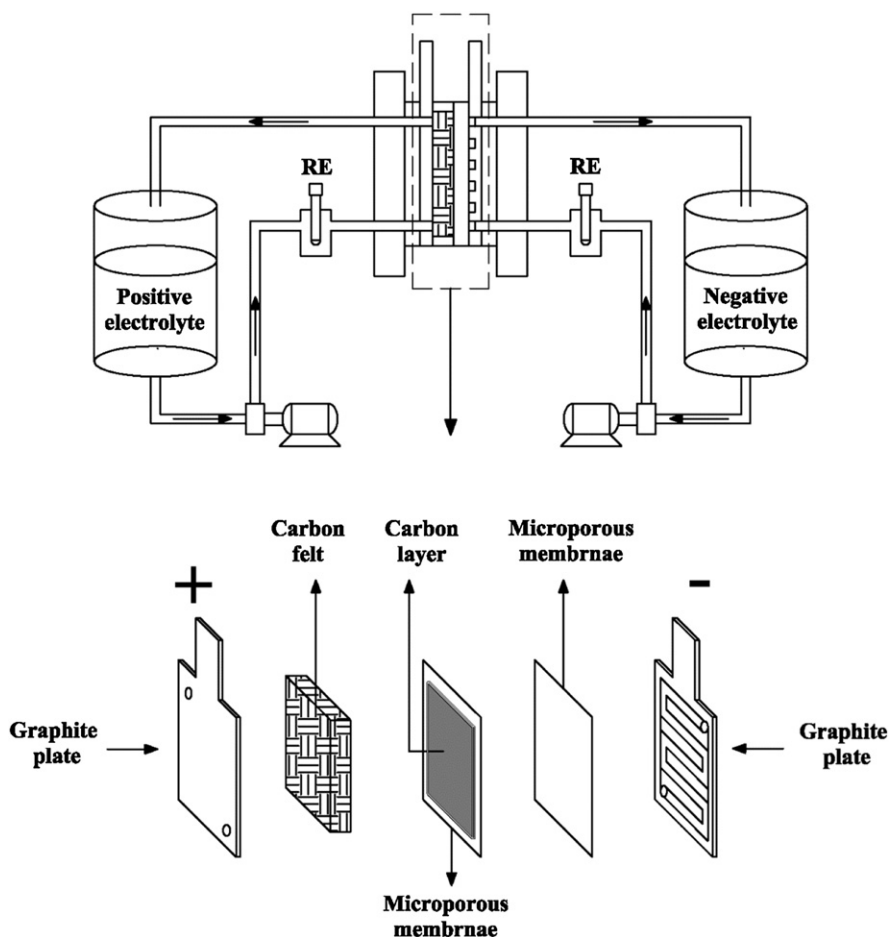 RE
RE
Positive
electrolyte
Negative
electrolyte
Carbon
felt
Carbon
layer
Microporous
membrnae
+
-
Graphite
plate
Graphite
plate
Microporous
membrnae